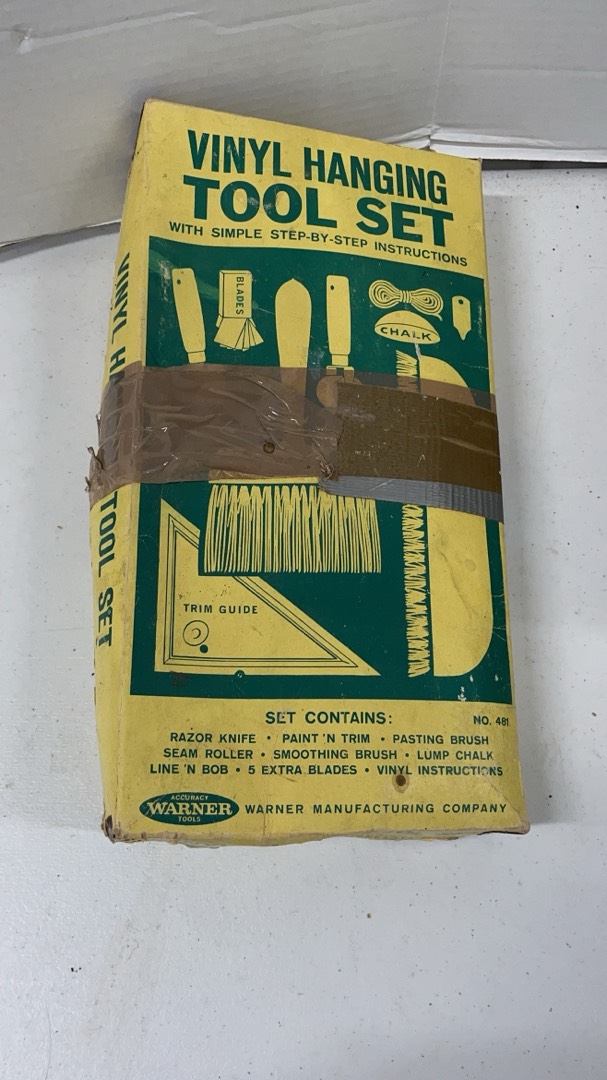 VINYL HANGING
TOOL SET
WITH SIMPLE STEP-BY-STEP INSTRUCTIONS
BLADES
CHALK
TRIM GUIDE
SET CONTAINS:
NO. 481
RAZOR KNIFE • PAINT 'N TRIM • PASTING BRUSH
SEAM ROLLER • SMOOTHING BRUSH • LUMP CHALK
LINE 'N BOB • 5 EXTRA BLADES • VINYL INSTRUCTIONS
ACCURACY
WARNER
TOOLS
WARNER MANUFACTURING COMPANY
VINYL TOOL SET